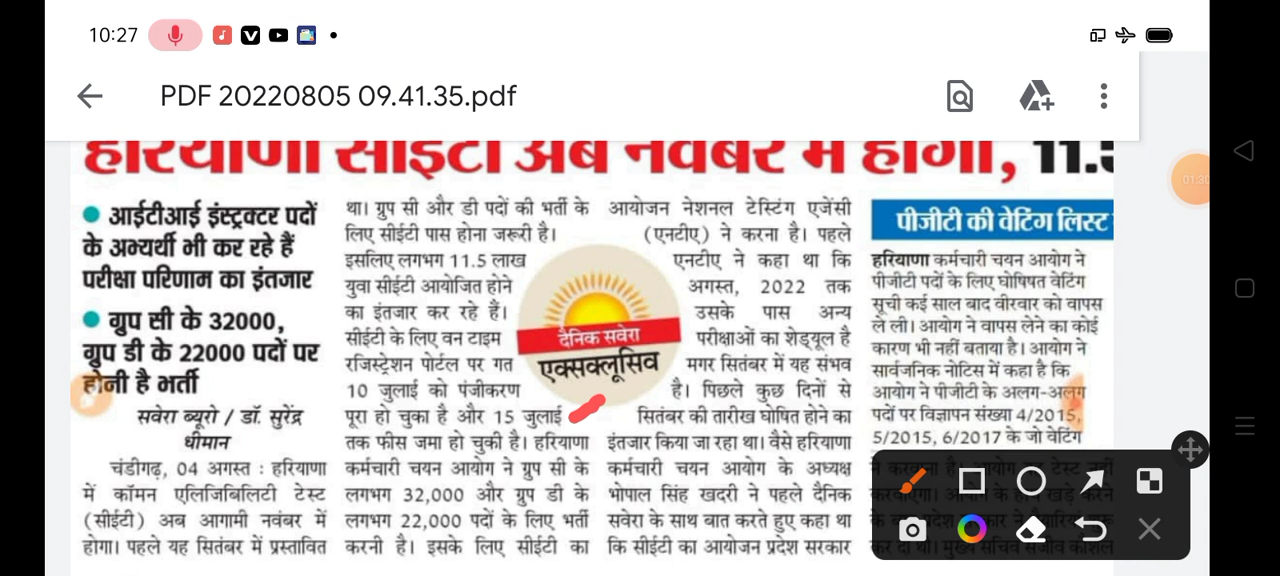 10:27
PDF 20220805 09.41.35.pdf
01:30
हरियाणा सीईटी अब नवंबर में होगा, 11.5
आईटीआई इंस्ट्रक्टर पदों
के अभ्यर्थी भी कर रहे हैं
परीक्षा परिणाम का इंतजार
ग्रुप सी के 32000,
ग्रुप डी के 22000 पदों पर
होनी है भर्ती
सवेरा ब्यूरो / डॉ. सुरेंद्र
धीमान
चंडीगढ़, 04 अगस्त : हरियाणा
में कॉमन एलिजिबिलिटी टेस्ट
(सीईटी) अब आगामी नवंबर में
होगा। पहले यह सितंबर में प्रस्तावित
था। ग्रुप सी और डी पदों की भर्ती के
लिए सीईटी पास होना जरूरी है।
इसलिए लगभग 11.5 लाख
युवा सीईटी आयोजित होने
का इंतजार कर रहे हैं।
सीईटी के लिए वन टाइम
रजिस्ट्रेशन पोर्टल पर गत
10 जुलाई को पंजीकरण
पूरा हो चुका है और 15 जुलाई
तक फीस जमा हो चुकी है। हरियाणा
कर्मचारी चयन आयोग ने ग्रुप सी के
लगभग 32,000 और ग्रुप डी के
लगभग 22,000 पदों के लिए भर्ती
करनी है। इसके लिए सीईटी का
दैनिक सवेरा
एक्सक्लूसिव
आयोजन नेशनल टेस्टिंग एजेंसी
(एनटीए) ने करना है। पहले
एनटीए ने कहा था कि
अगस्त, 2022 तक
उसके पास अन्य
परीक्षाओं का शेड्यूल है
मगर सितंबर में यह संभव
है। पिछले कुछ दिनों से
सितंबर की तारीख घोषित होने का
इंतजार किया जा रहा था। वैसे हरियाणा
कर्मचारी चयन आयोग के अध्यक्ष
भोपाल सिंह खदरी ने पहले दैनिक
सवेरा के साथ बात करते हुए कहा था
कि सीईटी का आयोजन प्रदेश सरकार
पीजीटी की वेटिंग लिस्ट
हरियाणा कर्मचारी चयन आयोग ने
पीजीटी पदों के लिए घोषिषत वेटिंग
सूची कई साल बाद वीरवार को वापस
ले ली। आयोग ने वापस लेने का कोई
कारण भी नहीं बताया है। आयोग ने
सार्वजनिक नोटिस में कहा है कि
आयोग ने पीजीटी के अलग-अलग
पदों पर विज्ञापन संख्या 4/2015,
5/2015, 6/2017 के जो वेटिंग